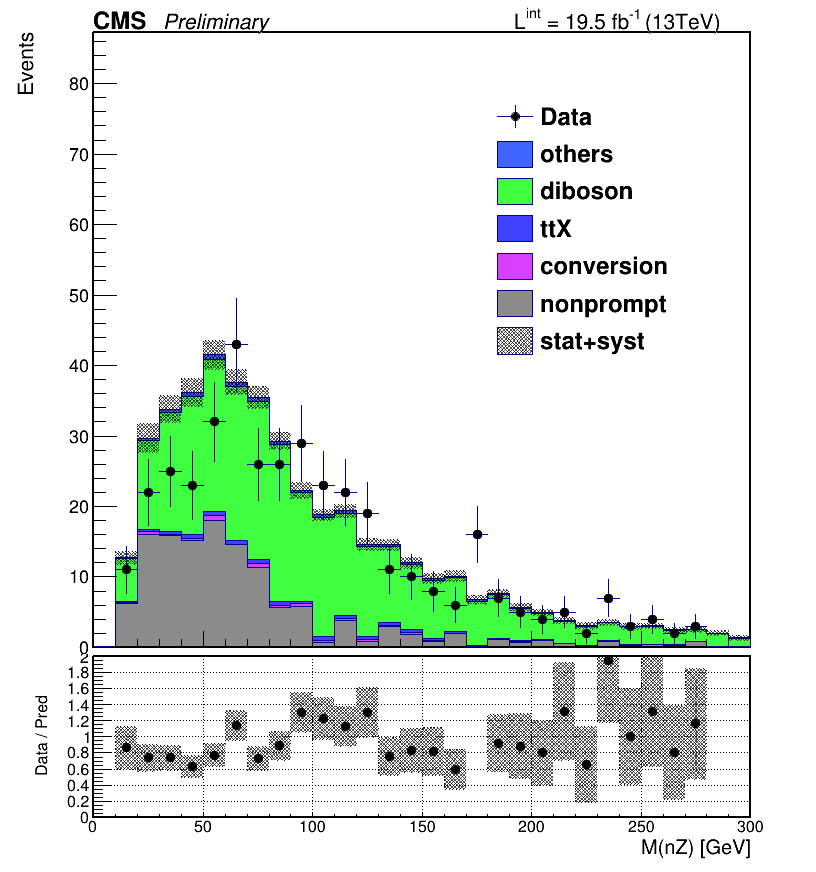 CMS Preliminary L^int = 19.5 fb^-1 (13TeV)
Events
80
70
60
50
40
30
20
10
0
Data
others
diboson
ttX
conversion
nonprompt
stat+syst
Data / Pred
2
1.8
1.6
1.4
1.2
1
0.8
0.6
0.4
0.2
0
0 50 100 150 200 250 300
M(nZ) [GeV]